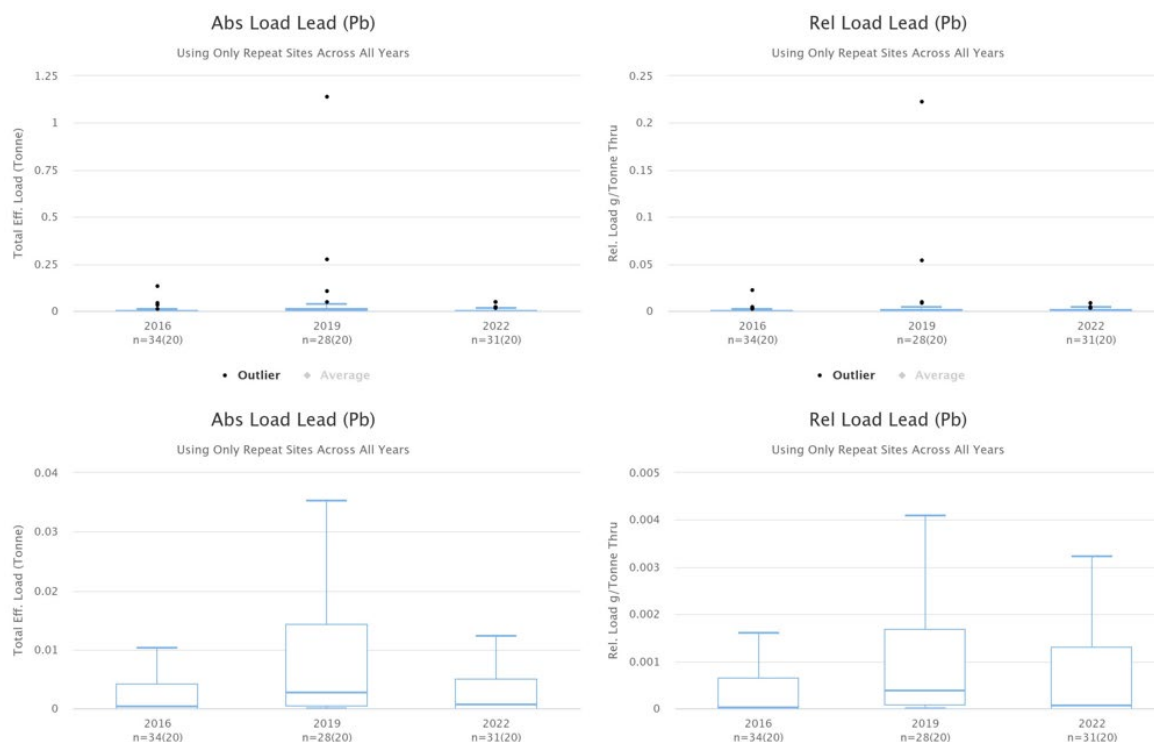 Abs Load Lead (Pb)
Using Only Repeat Sites Across All Years
Total Eff. Load (Tonne)
1.25
1
0.75
0.5
0.25
0
2016
n=34(20)
2019
n=28(20)
2022
n=31(20)
Outlier
Average
Rel Load Lead (Pb)
Using Only Repeat Sites Across All Years
Rel. Load g/Tonne Thru
0.25
0.2
0.15
0.1
0.05
0
2016
n=34(20)
2019
n=28(20)
2022
n=31(20)
Outlier
Average
Abs Load Lead (Pb)
Using Only Repeat Sites Across All Years
Total Eff. Load (Tonne)
0.04
0.03
0.02
0.01
0
2016
n=34(20)
2019
n=28(20)
2022
n=31(20)
Rel Load Lead (Pb)
Using Only Repeat Sites Across All Years
Rel. Load g/Tonne Thru
0.005
0.004
0.003
0.002
0.001
0
2016
n=34(20)
2019
n=28(20)
2022
n=31(20)